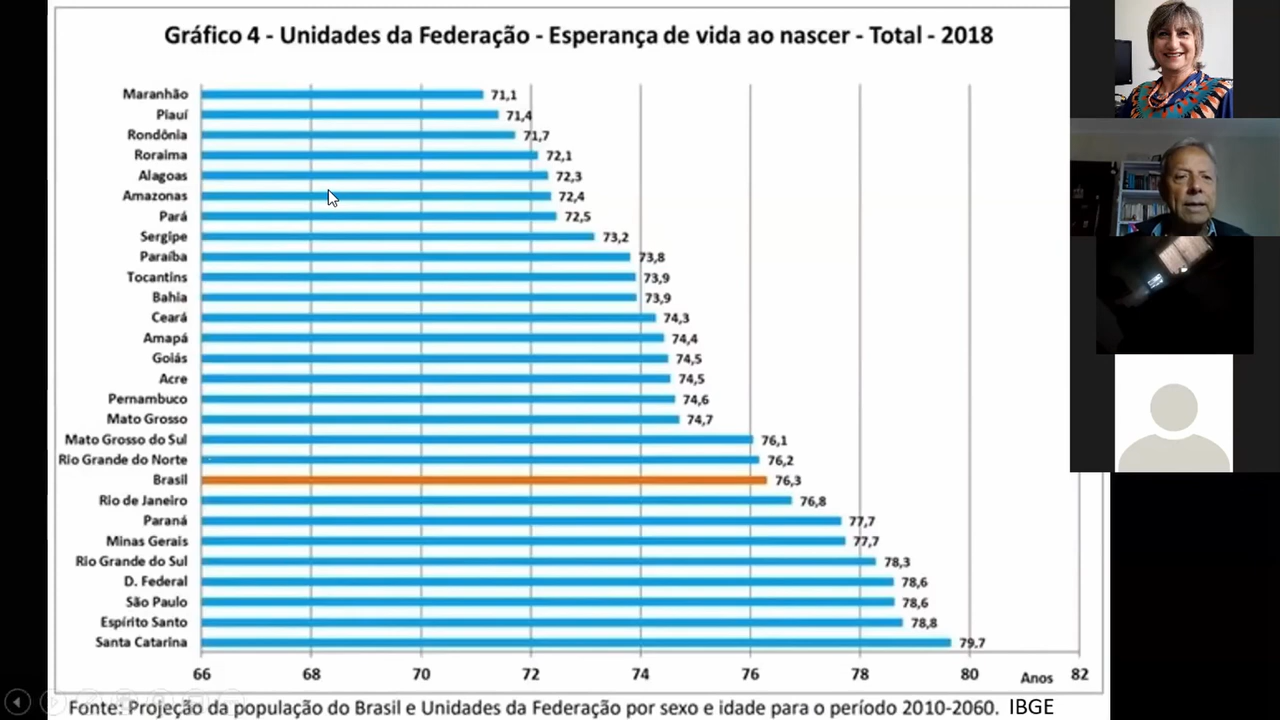 Gráfico 4 - Unidades da Federação - Esperança de vida ao nascer - Total - 2018
Maranhão 71,1
Piauí 71,4
Rondônia 71,7
Roraima 72,1
Alagoas 72,3
Amazonas 72,4
Pará 72,5
Sergipe 73,2
Paraíba 73,8
Tocantins 73,9
Bahia 73,9
Ceará 74,3
Amapá 74,4
Goiás 74,5
Acre 74,5
Pernambuco 74,6
Mato Grosso 74,7
Mato Grosso do Sul 76,1
Rio Grande do Norte 76,2
Brasil 76,3
Rio de Janeiro 76,8
Paraná 77,7
Minas Gerais 77,7
Rio Grande do Sul 78,3
D. Federal 78,6
São Paulo 78,6
Espírito Santo 78,8
Santa Catarina 79,7
66 68 70 72 74 76 78 80 Anos 82
Fonte: Projeção da população do Brasil e Unidades da Federação por sexo e idade para o período 2010-2060. IBGE